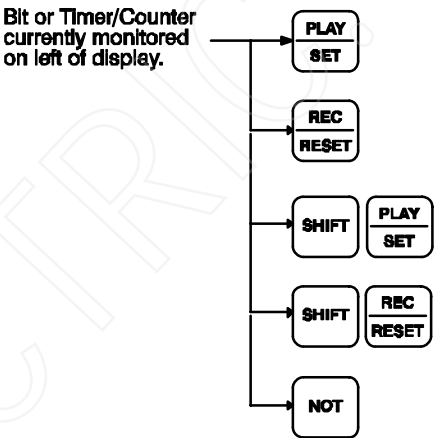 Bit or Timer/Counter
currently monitored
on left of display.
PLAY
SET
REC
RESET
SHIFT
PLAY
SET
SHIFT
REC
RESET
NOT